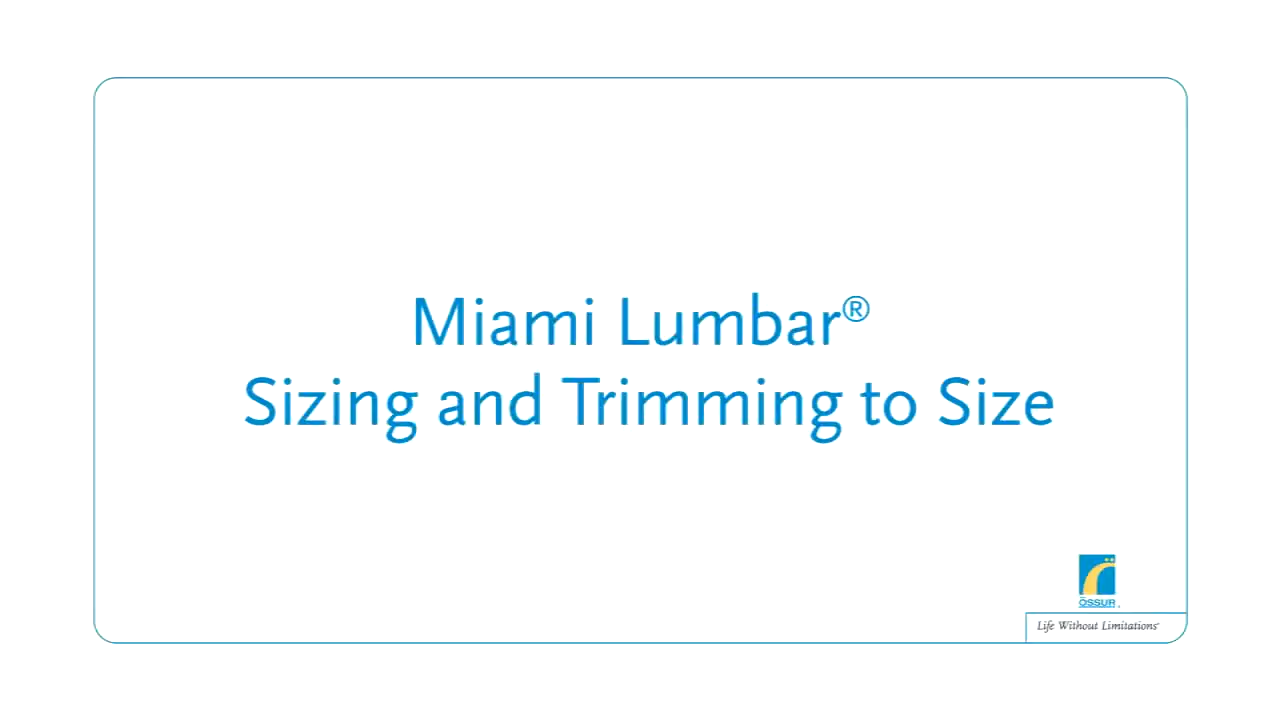 Miami Lumbar®
Sizing and Trimming to Size
ÖSSUR
Life Without Limitations